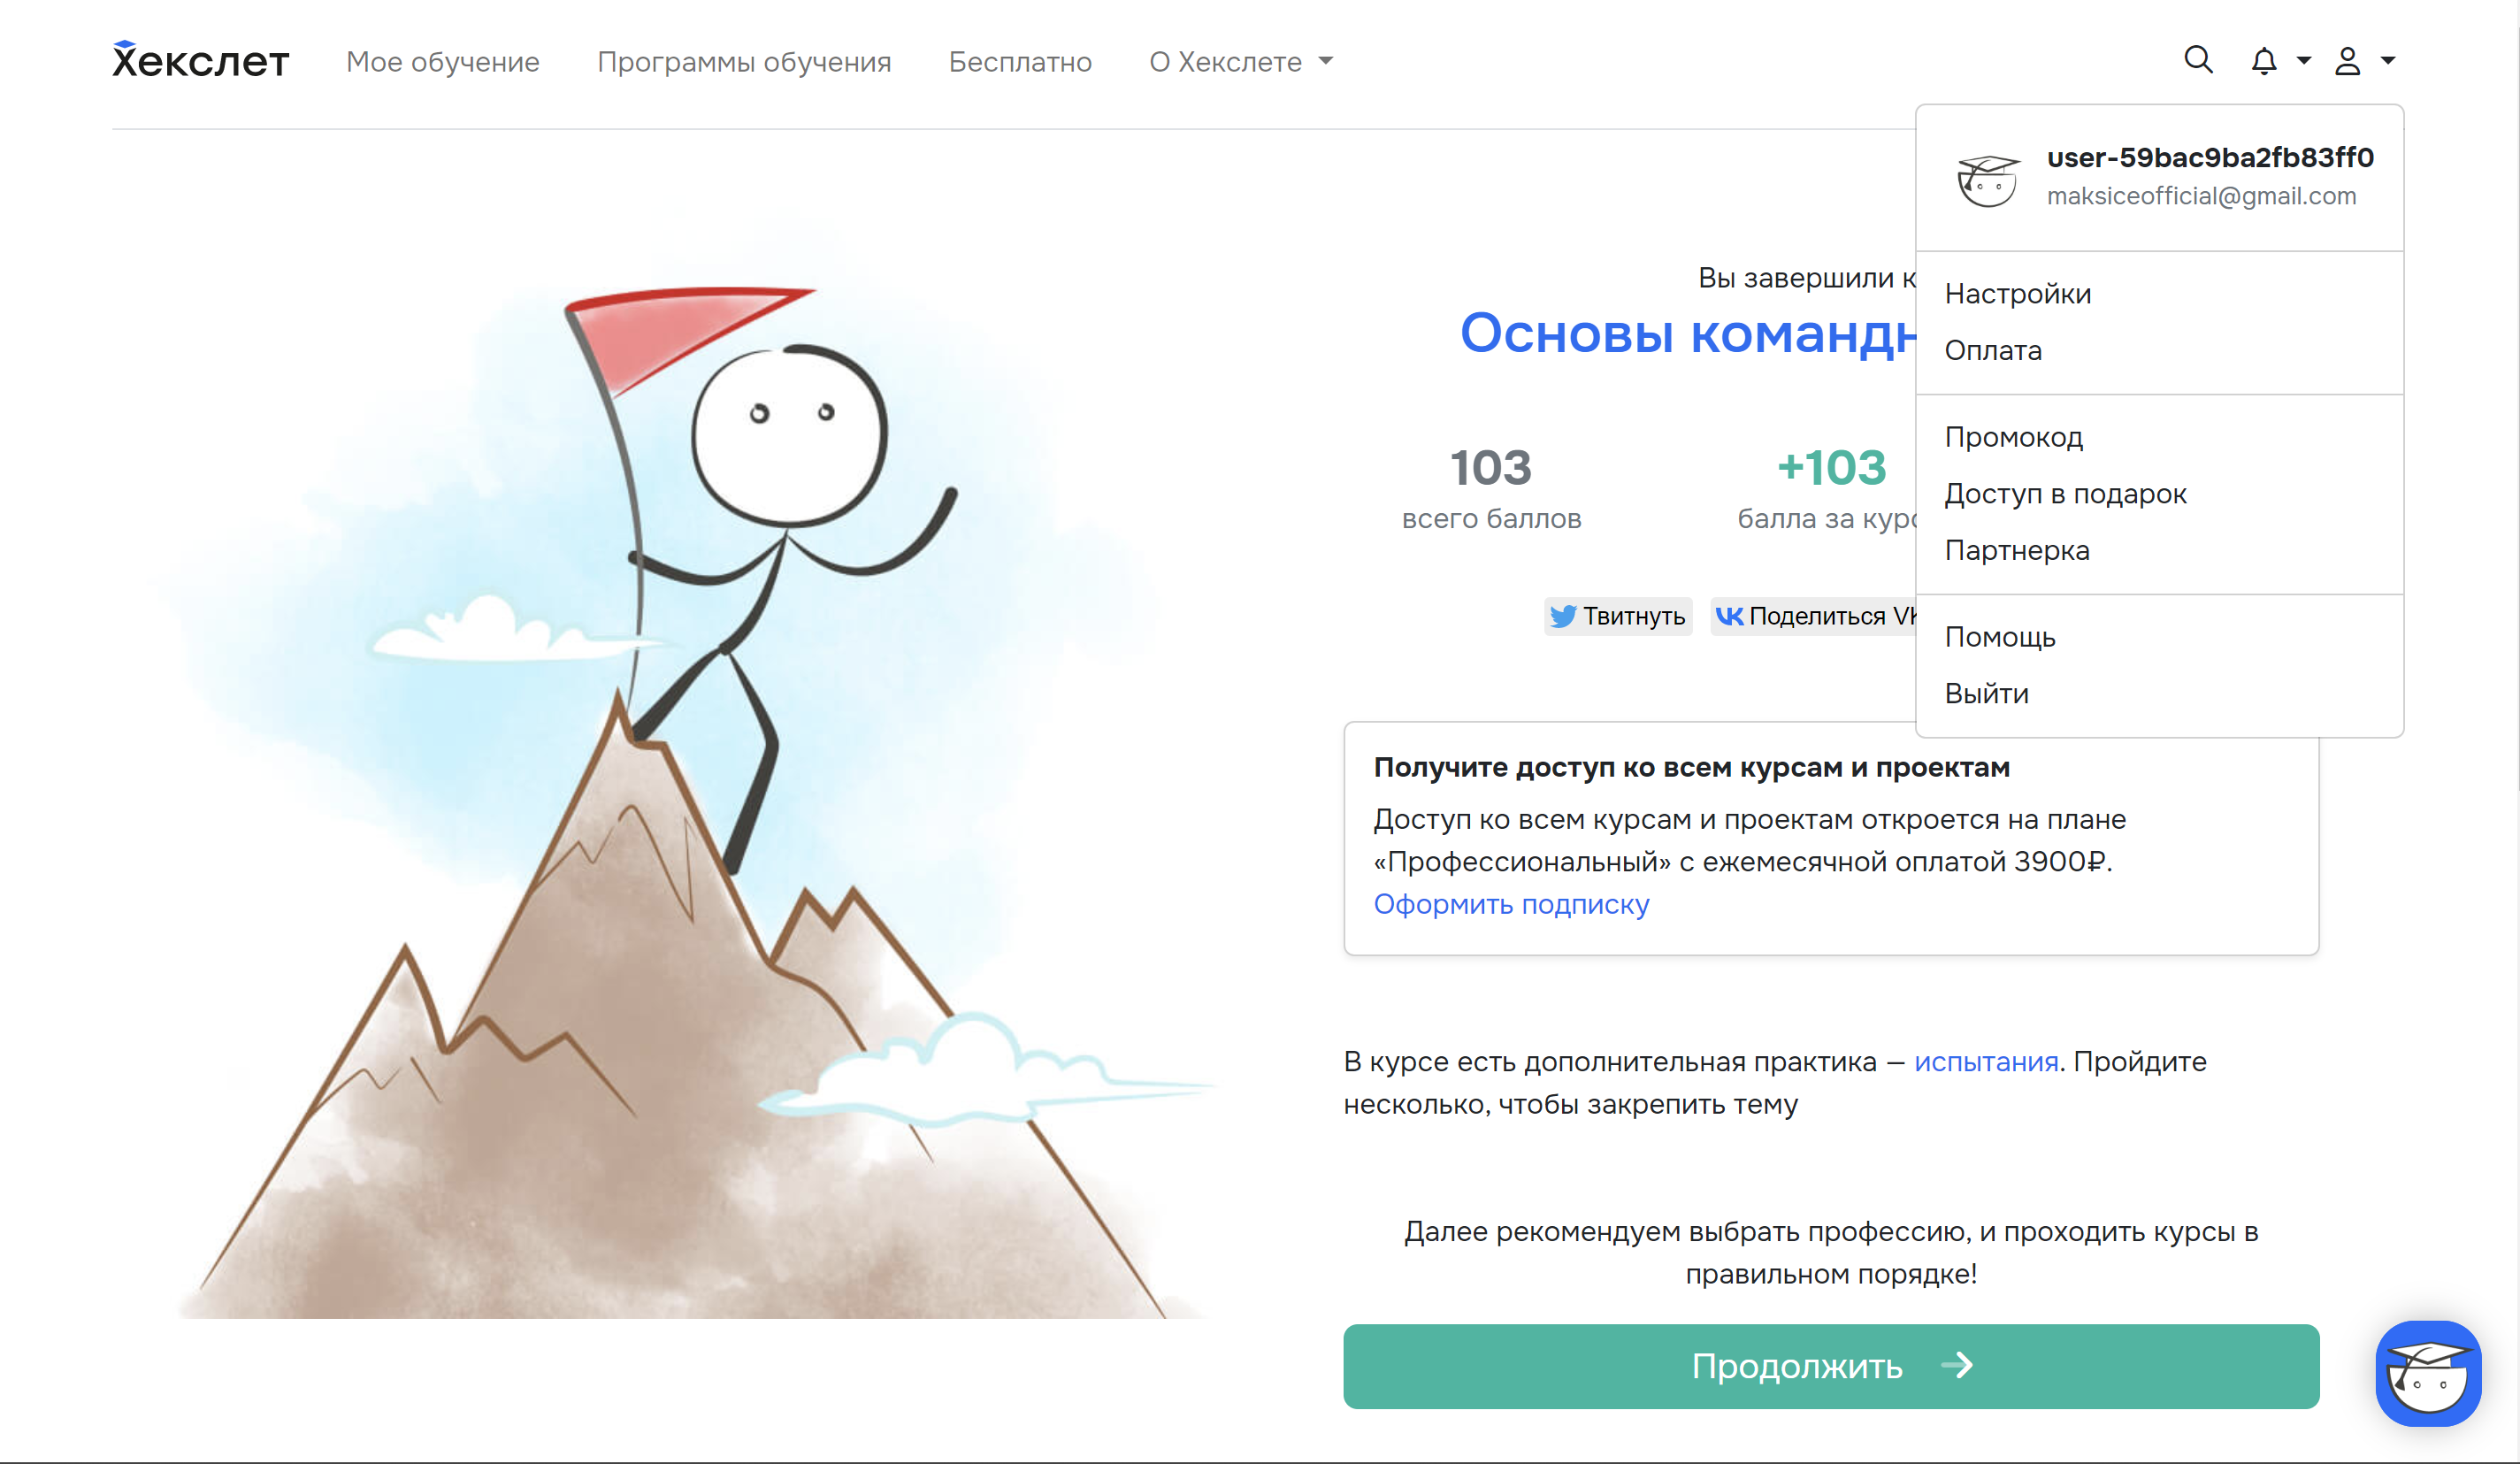 Хекслет
Мое обучение
Программы обучения
Бесплатно
О Хекслете
user-59bac9ba2fb83ff0
maksiceofficial@gmail.com
Настройки
Оплата
Промокод
Доступ в подарок
Партнерка
Помощь
Выйти
Вы завершили
Основы
103
всего баллов
+103
балла за
Твитнуть
Поделиться
Получите доступ ко всем курсам и проектам
Доступ ко всем курсам и проектам откроется на плане
«Профессиональный» с ежемесячной оплатой 3900₽.
Оформить подписку
В курсе есть дополнительная практика — испытания. Пройдите
несколько, чтобы закрепить тему
Далее рекомендуем выбрать профессию, и проходить курсы в
правильном порядке!
Продолжить